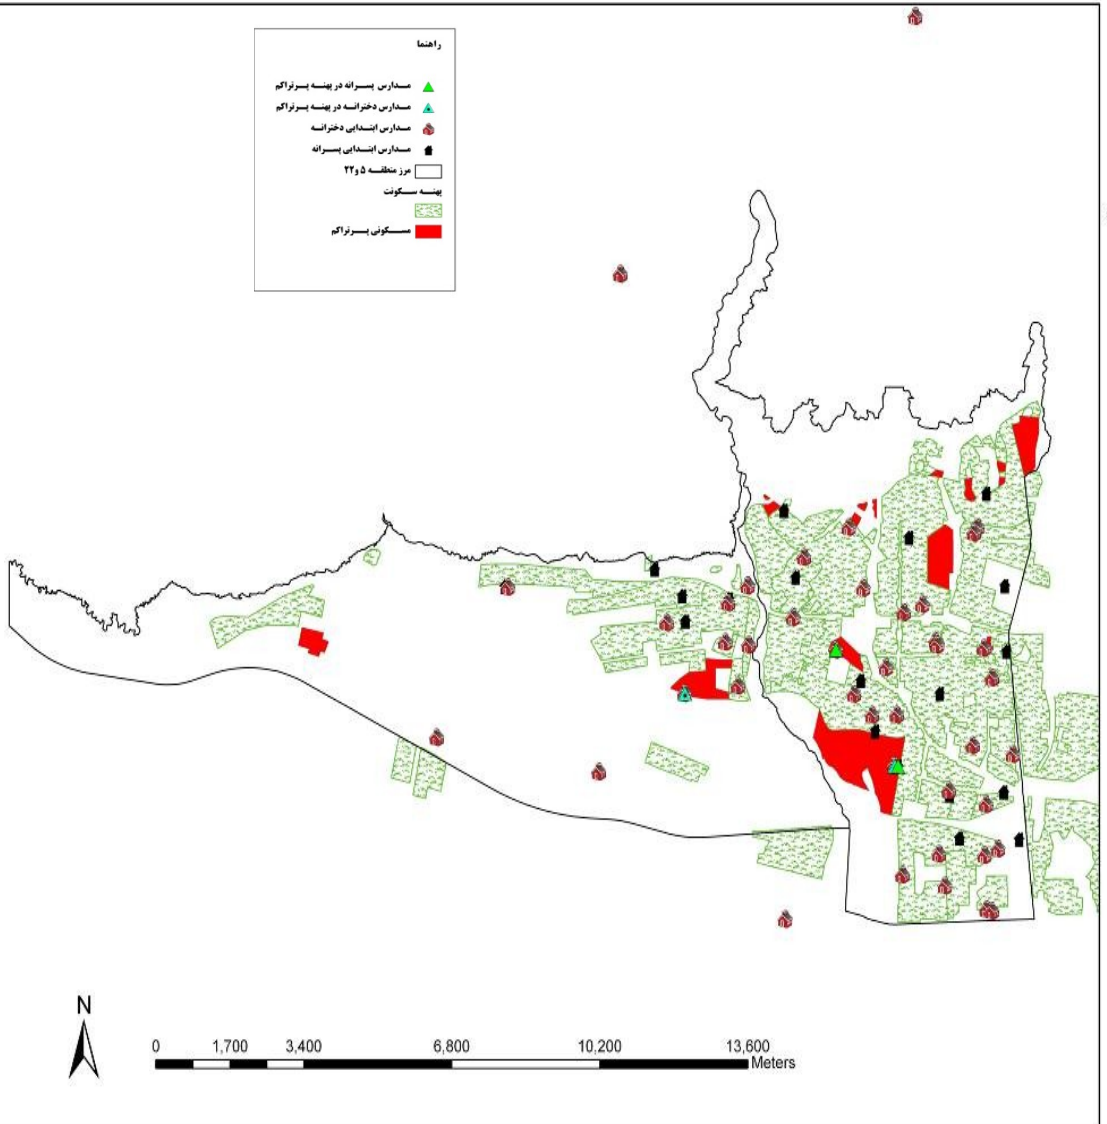 راهنما
مدارس پسرانه در پهنه پرتراکم
مدارس دخترانه در پهنه پرتراکم
مدارس ابتدایی دخترانه
مدارس ابتدایی پسرانه
مرز منطقه ۵ و۲۲
پهنه سکونت
مسکونی پرتراکم
N
0 1,700 3,400 6,800 10,200 13,600
Meters